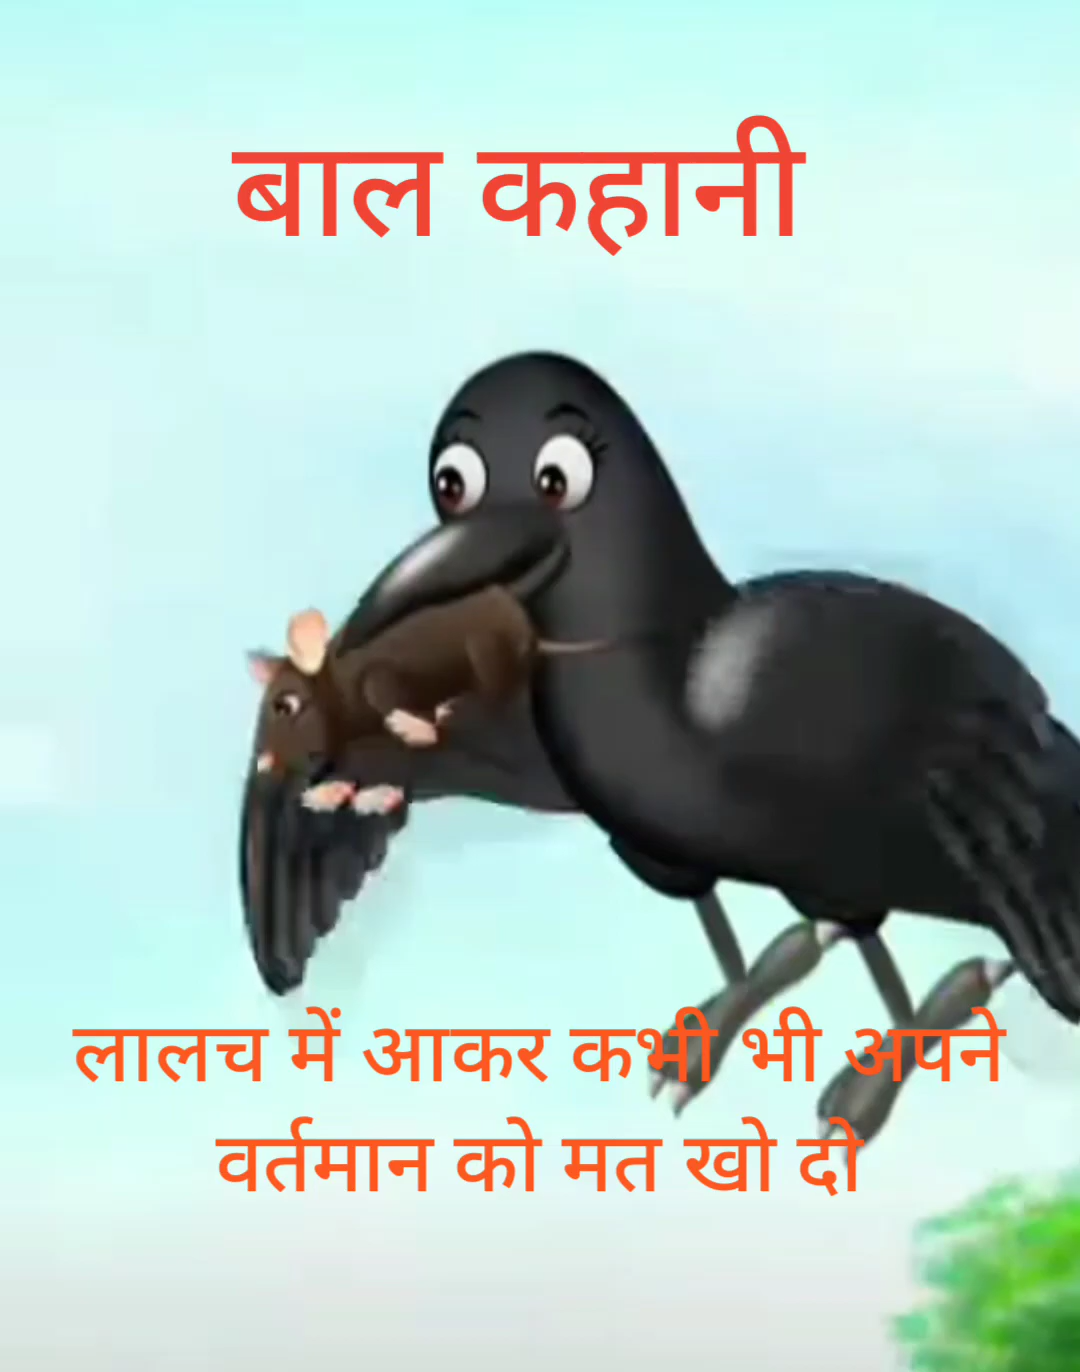 बाल कहानी
लालच में आकर कभी भी अपने
वर्तमान को मत खो दो